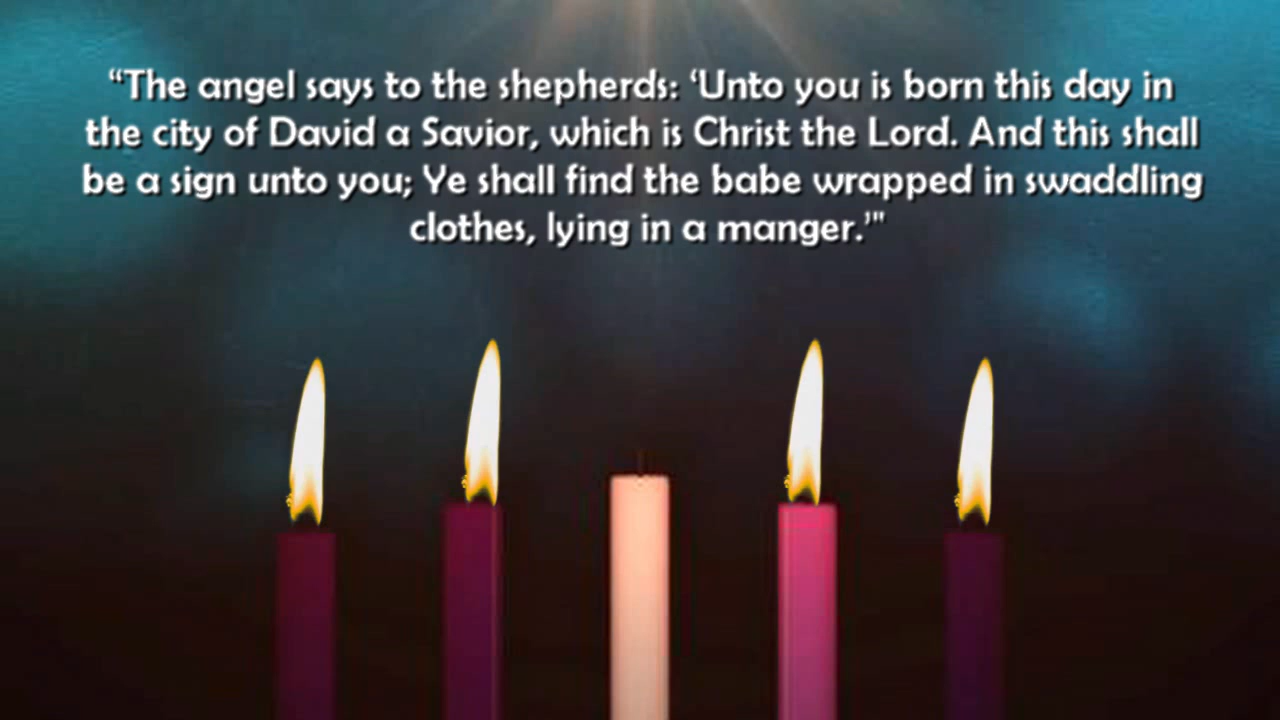 “The angel says to the shepherds: ‘Unto you is born this day in
the city of David a Savior, which is Christ the Lord. And this shall
be a sign unto you; Ye shall find the babe wrapped in swaddling
clothes, lying in a manger.’"